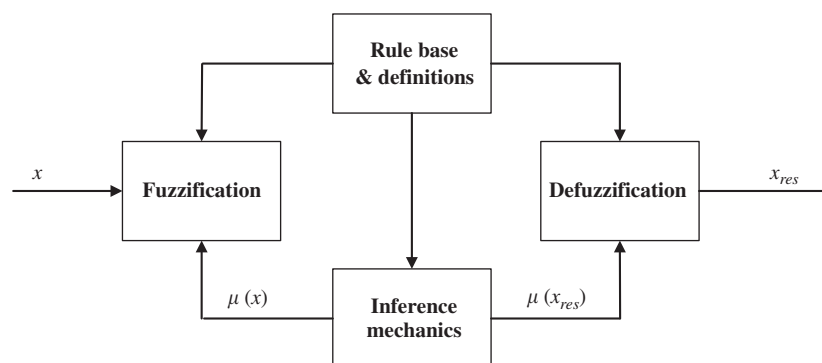 Rule base
& definitions
x
Fuzzification
Defuzzification
x_res
μ (x)
Inference
mechanics
μ (x_res)